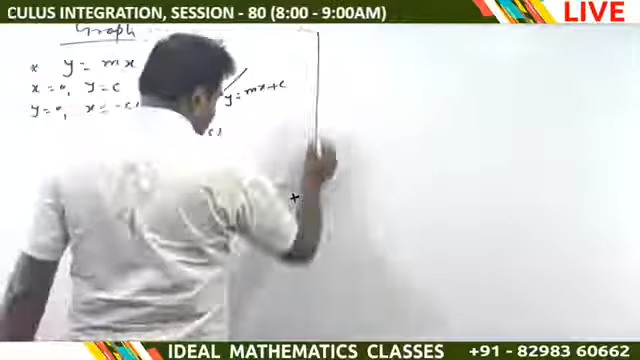 CULUS INTEGRATION, SESSION - 80 (8:00 - 9:00AM)
LIVE
Graph
* y = mx
x = 0, y = c
y = 0, x = -c
y = mx+c
IDEAL MATHEMATICS CLASSES +91 - 82983 60662